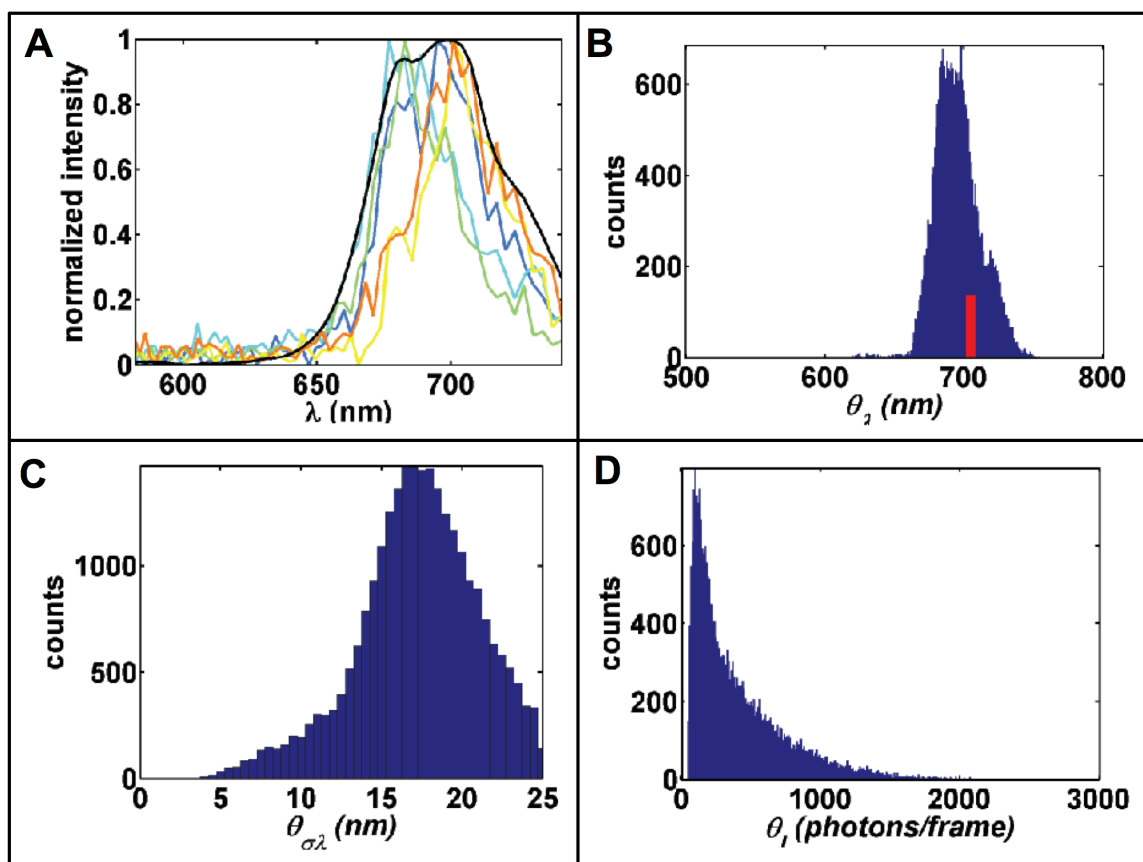 A
normalized intensity
1
0.8
0.6
0.4
0.2
0
600
650
700
λ (nm)
B
counts
600
400
200
0
500
600
700
800
θλ (nm)
C
counts
1000
500
0
0
5
10
15
20
25
θσλ (nm)
D
counts
600
400
200
0
0
1000
2000
3000
θI (photons/frame)